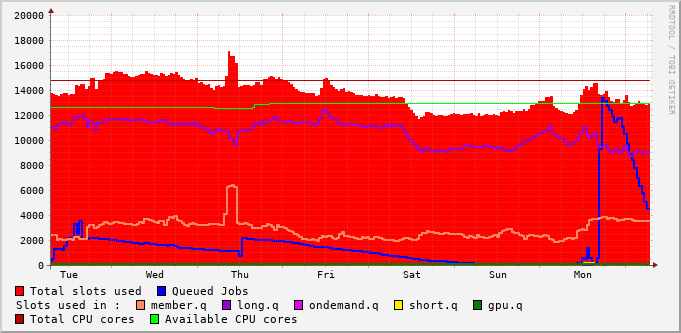 RRDTOOL / TOBI OETIKER
20000
18000
16000
14000
12000
10000
8000
6000
4000
2000
0
Tue Wed Thu Fri Sat Sun Mon
Total slots used Queued Jobs
Slots used in : member.q long.q ondemand.q short.q gpu.q
Total CPU cores Available CPU cores